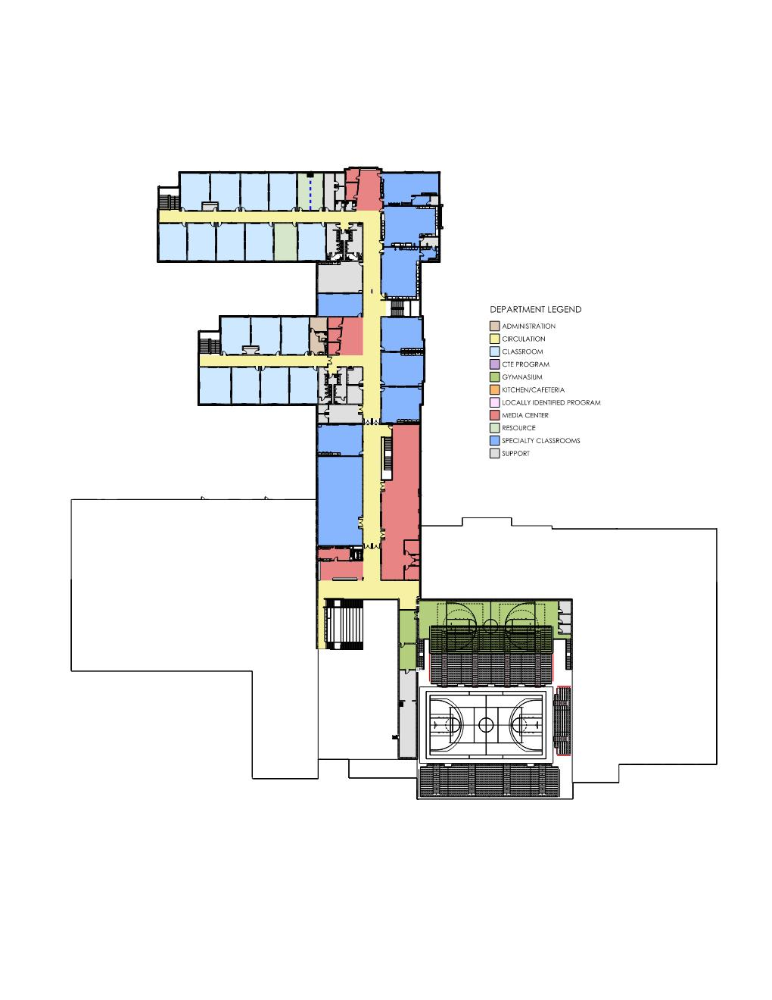 DEPARTMENT LEGEND
ADMINISTRATION
CIRCULATION
CLASSROOM
CTE PROGRAM
GYMNASIUM
KITCHEN/CAFETERIA
LOCALLY IDENTIFIED PROGRAM
MEDIA CENTER
RESOURCE
SPECIALTY CLASSROOMS
SUPPORT